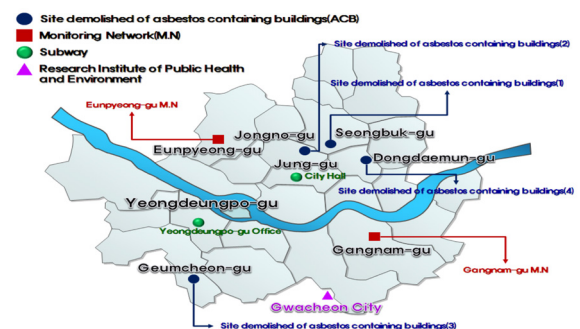 Site demolished of asbestos containing buildings(ACB)
Monitoring Network(M.N)
Subway
Research Institute of Public Health
and Environment
Site demolished of asbestos containing buildings(2)
Site demolished of asbestos containing buildings(1)
Eunpyeong-gu M.N
Jongno-gu
Seongbuk-gu
Eunpyeong-gu
Jung-gu
Dongdaemun-gu
City Hall
Site demolished of asbestos containing buildings(4)
Yeongdeungpo-gu
Yeongdeungpo-gu Office
Gangnam-gu
Geumcheon-gu
Gangnam-gu M.N
Gwacheon City
Site demolished of asbestos containing buildings(3)